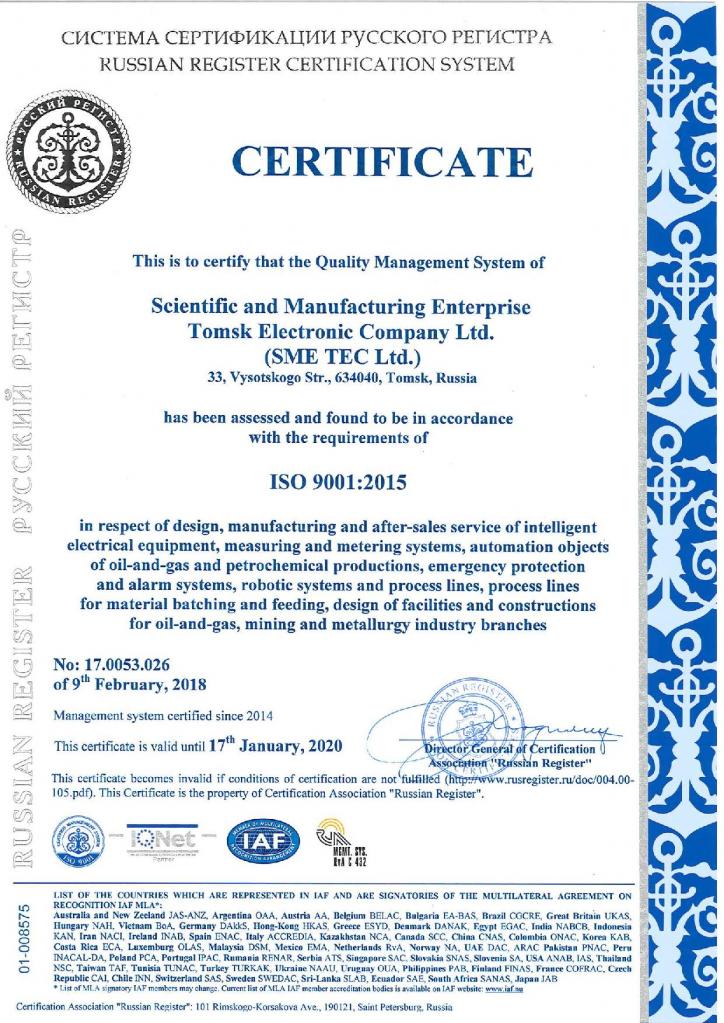 СИСТЕМА СЕРТИФИКАЦИИ РУССКОГО РЕГИСТРА
RUSSIAN REGISTER CERTIFICATION SYSTEM
РУССКИЙ РЕГИСТР
RUSSIAN REGISTER
CERTIFICATE
This is to certify that the Quality Management System of
Scientific and Manufacturing Enterprise
Tomsk Electronic Company Ltd.
(SME TEC Ltd.)
33, Vysotskogo Str., 634040, Tomsk, Russia
has been assessed and found to be in accordance
with the requirements of
ISO 9001:2015
in respect of design, manufacturing and after-sales service of intelligent
electrical equipment, measuring and metering systems, automation objects
of oil-and-gas and petrochemical productions, emergency protection
and alarm systems, robotic systems and process lines, process lines
for material batching and feeding, design of facilities and constructions
for oil-and-gas, mining and metallurgy industry branches
No: 17.0053.026
of 9th February, 2018
Management system certified since 2014
This certificate is valid until 17th January, 2020
RUSSIAN REGISTER
Director General of Certification
Association "Russian Register"
This certificate becomes invalid if conditions of certification are not fulfilled (http://www.rusregister.ru/doc/004.00-
105.pdf). This Certificate is the property of Certification Association "Russian Register".
RUSSIAN REGISTER РУССКИЙ РЕГИСТР
ISO 9001
IQNet
Partner
MEMBER OF MULTILATERAL
IAF
RECOGNITION ARRANGEMENT
MGMT. SYS.
RvA C 432
01-008575
LIST OF THE COUNTRIES WHICH ARE REPRESENTED IN IAF AND ARE SIGNATORIES OF THE MULTILATERAL AGREEMENT ON
RECOGNITION IAF MLA*:
Australia and New Zeeland JAS-ANZ, Argentina OAA, Austria AA, Belgium BELAC, Bulgaria EA-BAS, Brazil CGCRE, Great Britain UKAS,
Hungary NAH, Vietnam BoA, Germany DAkkS, Hong-Kong HKAS, Greece ESYD, Denmark DANAK, Egypt EGAC, India NABCB, Indonesia
KAN, Iran NACI, Ireland INAB, Spain ENAC, Italy ACCREDIA, Kazakhstan NCA, Canada SCC, China CNAS, Colombia ONAC, Korea KAB,
Costa Rica ECA, Luxemburg OLAS, Malaysia DSM, Mexico EMA, Netherlands RvA, Norway NA, UAE DAC, ARAC Pakistan PNAC, Peru
INACAL-DA, Poland PCA, Portugal IPAC, Rumania RENAR, Serbia ATS, Singapore SAC, Slovakia SNAS, Slovenia SA, USA ANAB, IAS, Thailand
NSC, Taiwan TAF, Tunisia TUNAC, Turkey TURKAK, Ukraine NAAU, Uruguay OUA, Philippines PAB, Finland FINAS, France COFRAC, Czech
Republic CAI, Chile INN, Switzerland SAS, Sweden SWEDAC, Sri-Lanka SLAB, Ecuador SAE, South Africa SANAS, Japan JAB
* List of MLA signatory IAF members may change. Current list of IAF MLA member accreditation bodies is available on IAF website: www.iaf.nu
Certification Association "Russian Register": 101 Rimskogo-Korsakova Ave., 190121, Saint Petersburg, Russia